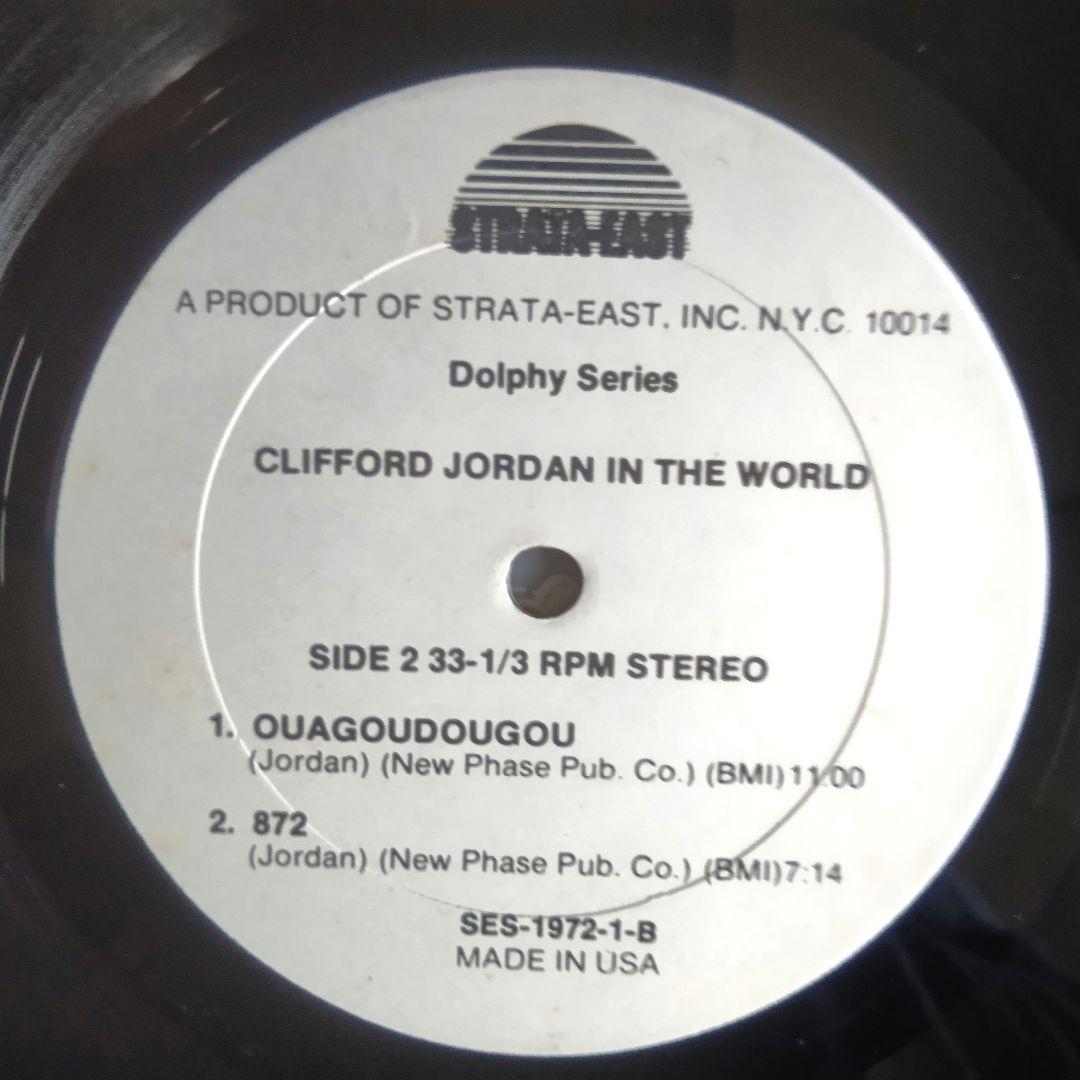 STRATA-EAST
A PRODUCT OF STRATA-EAST, INC. N.Y.C. 10014
Dolphy Series
CLIFFORD JORDAN IN THE WORLD
SIDE 2 33-1/3 RPM STEREO
1. OUAGOUDOUGOU
(Jordan) (New Phase Pub. Co.) (BMI) 11:00
2. 872
(Jordan) (New Phase Pub. Co.) (BMI) 7:14
SES-1972-1-B
MADE IN USA